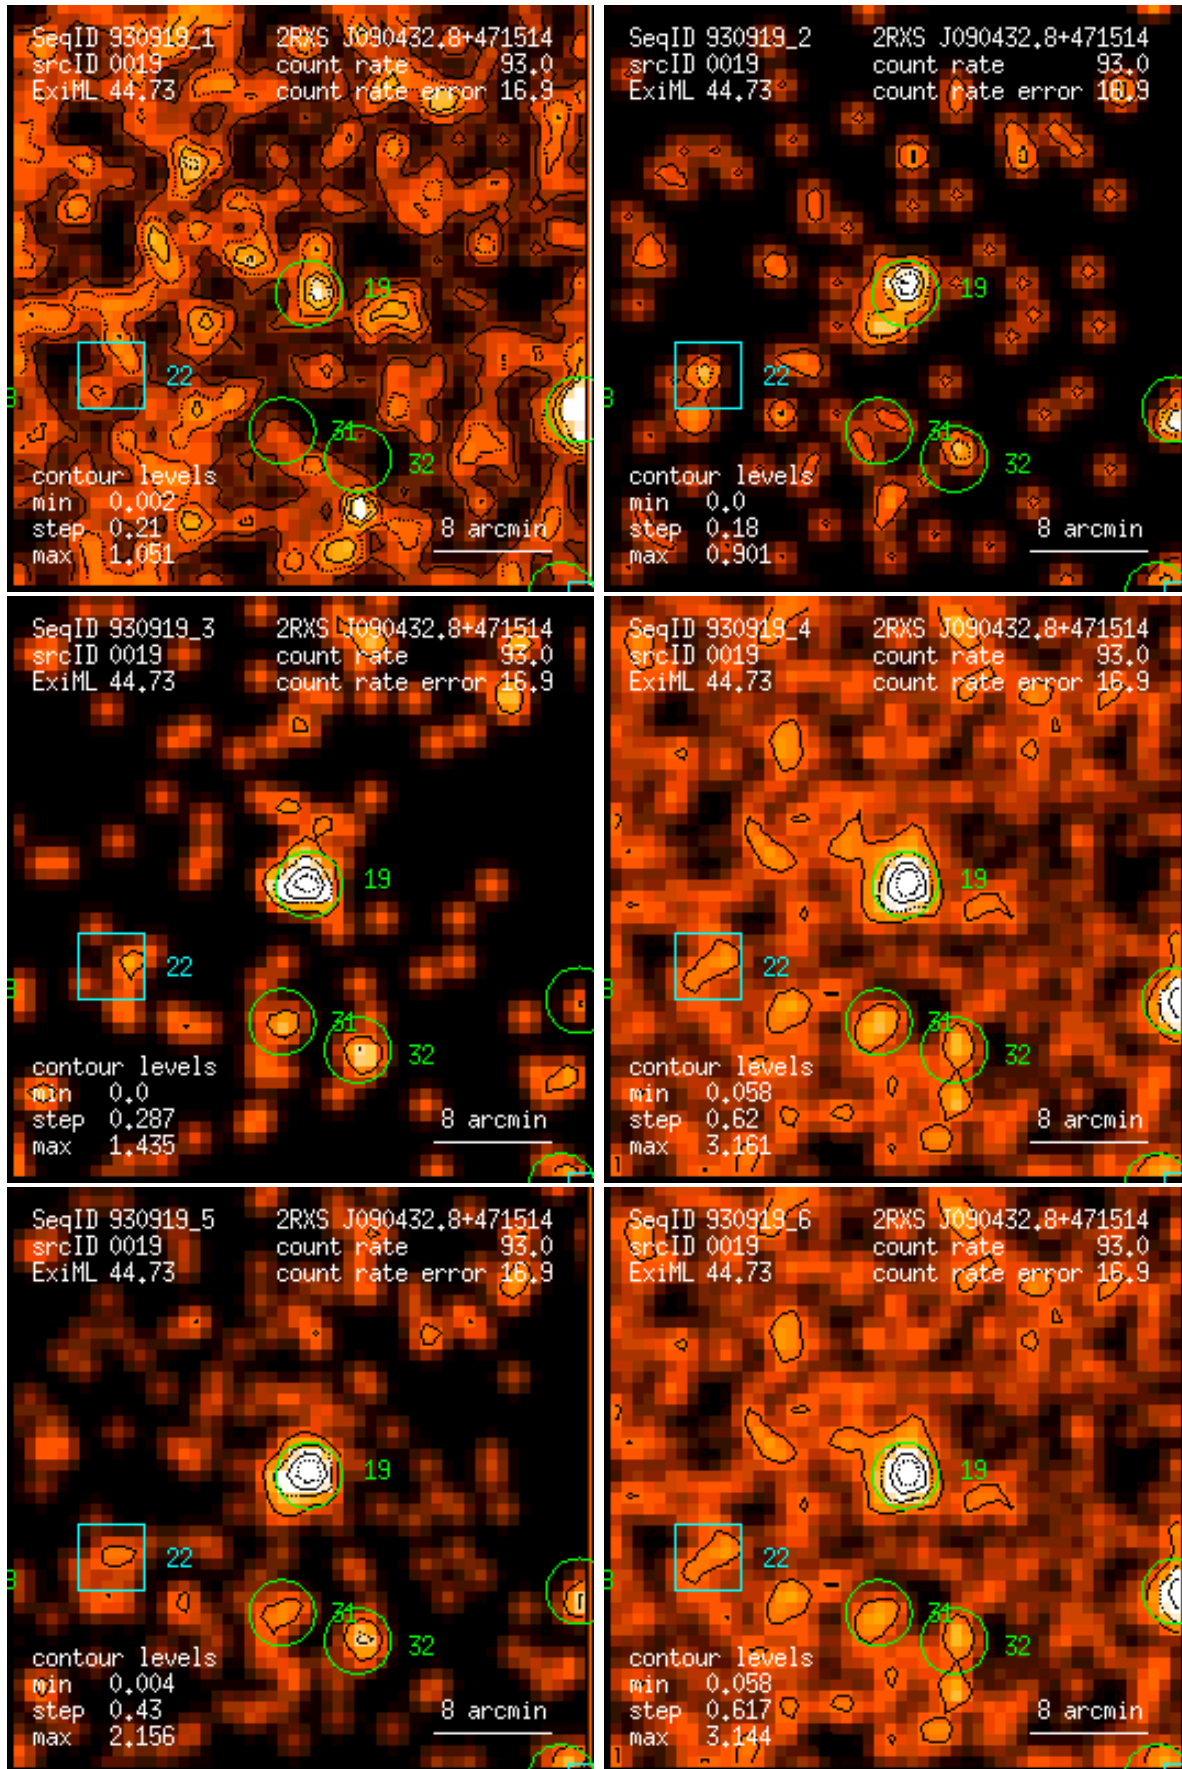 SeqID 930919_1 2RXS J090432.8+471514
srcID 0019 count rate 93.0
ExiML 44.73 count rate error 16.9
19
22
3
31
32
contour levels
min 0.002
step 0.21
max 1.051
8 arcmin
SeqID 930919_2 2RXS J090432.8+471514
srcID 0019 count rate 93.0
ExiML 44.73 count rate error 16.9
19
22
3
31
32
contour levels
min 0.0
step 0.18
max 0.901
8 arcmin
SeqID 930919_3 2RXS J090432.8+471514
srcID 0019 count rate 93.0
ExiML 44.73 count rate error 16.9
19
22
3
31
32
contour levels
min 0.0
step 0.287
max 1.435
8 arcmin
SeqID 930919_4 2RXS J090432.8+471514
srcID 0019 count rate 93.0
ExiML 44.73 count rate error 16.9
19
22
3
31
32
contour levels
min 0.058
step 0.62
max 3.161
8 arcmin
SeqID 930919_5 2RXS J090432.8+471514
srcID 0019 count rate 93.0
ExiML 44.73 count rate error 16.9
19
22
3
31
32
contour levels
min 0.004
step 0.43
max 2.156
8 arcmin
SeqID 930919_6 2RXS J090432.8+471514
srcID 0019 count rate 93.0
ExiML 44.73 count rate error 16.9
19
22
3
31
32
contour levels
min 0.058
step 0.617
max 3.144
8 arcmin